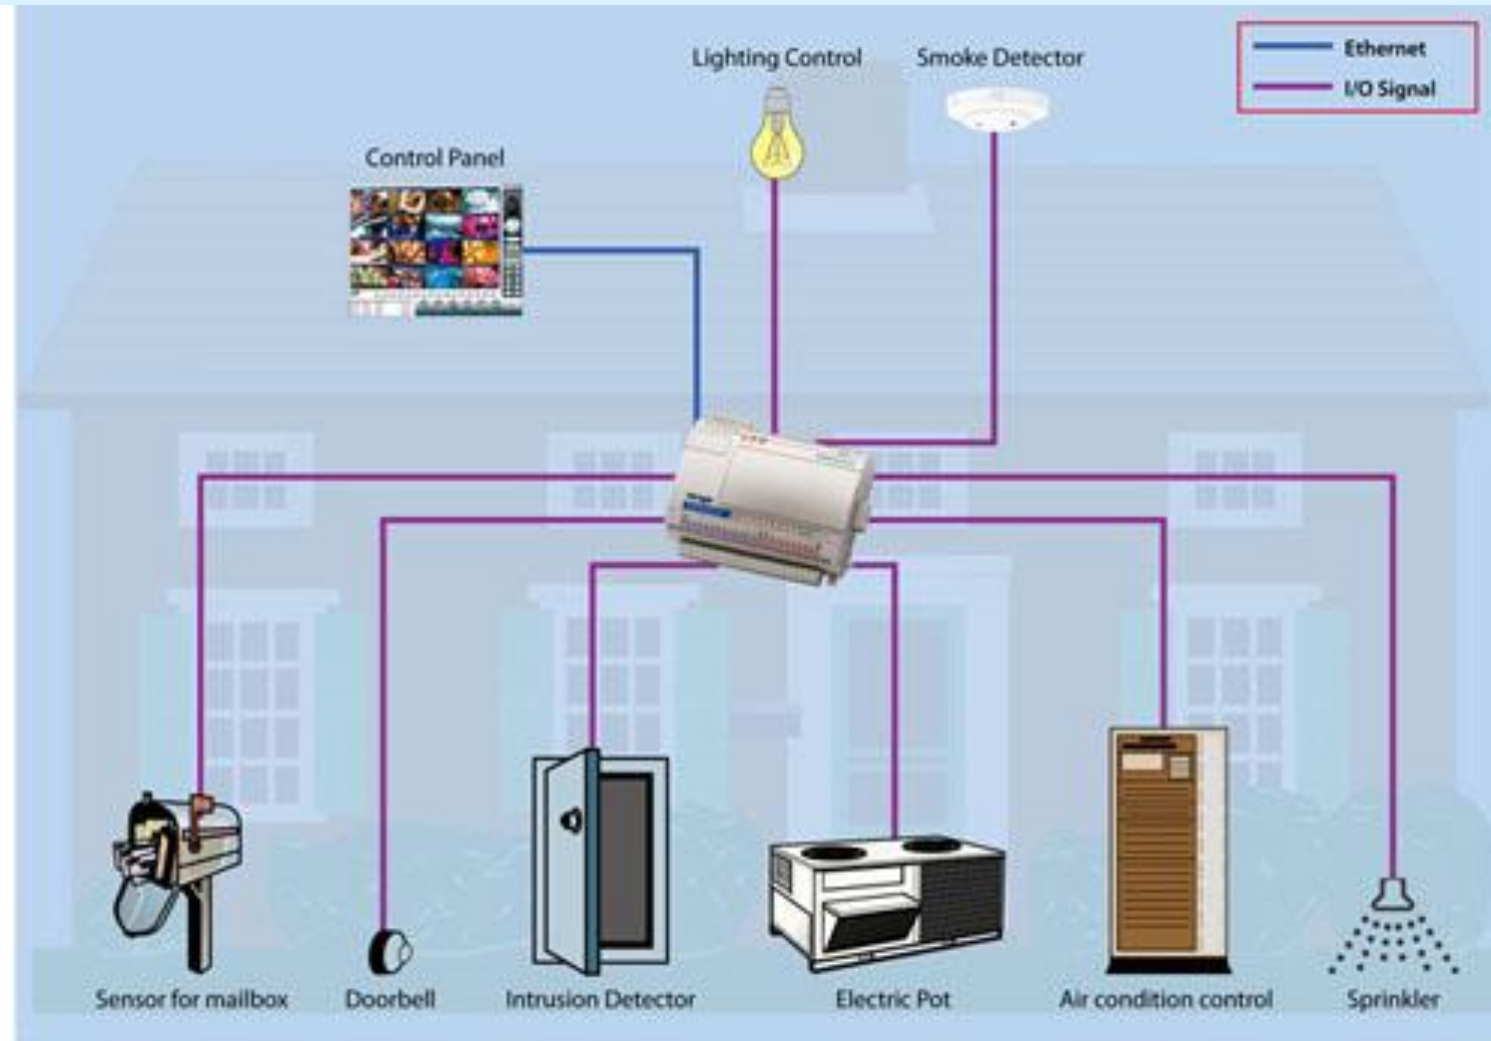 Lighting Control
Smoke Detector
Ethernet
I/O Signal
Control Panel
Sensor for mailbox
Doorbell
Intrusion Detector
Electric Pot
Air condition control
Sprinkler